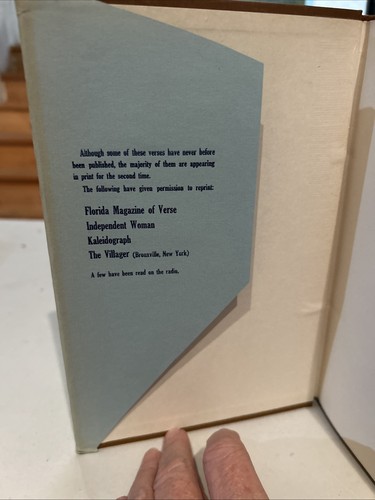 Although some of these verses have never before
been published, the majority of them are appearing
in print for the second time.
The following have given permission to reprint:
Florida Magazine of Verse
Independent Woman
Kaleidograph
The Villager (Bronxville, New York)
A few have been read on the radio.